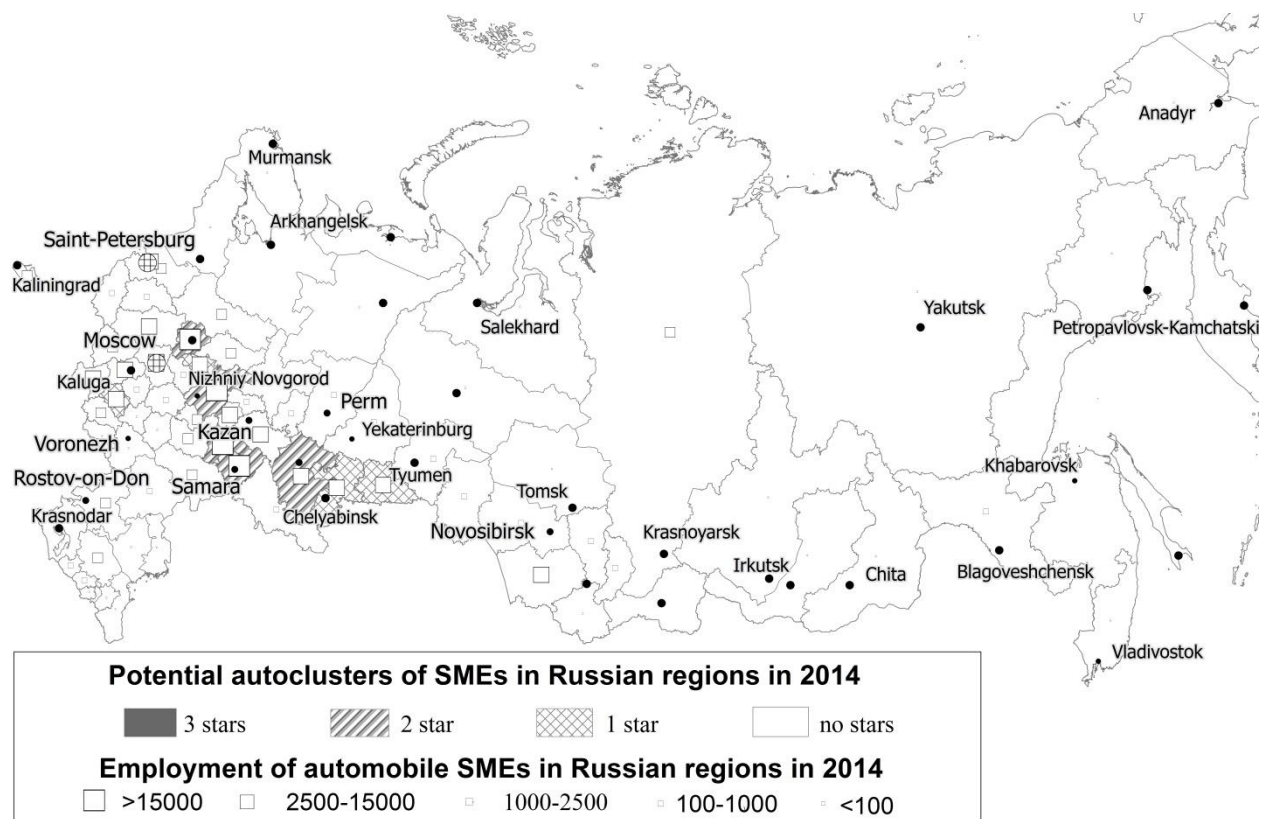 Anadyr
Murmansk
Arkhangelsk
Saint-Petersburg
Kaliningrad
Salekhard
Yakutsk
Petropavlovsk-Kamchatski
Moscow
Kaluga
Nizhniy Novgorod
Perm
Kazan
Yekaterinburg
Voronezh
Tyumen
Khabarovsk
Rostov-on-Don
Samara
Tomsk
Krasnodar
Chelyabinsk
Novosibirsk
Krasnoyarsk
Irkutsk
Chita
Blagoveshchensk
Vladivostok
Potential autoclusters of SMEs in Russian regions in 2014
3 stars 2 star 1 star no stars
Employment of automobile SMEs in Russian regions in 2014
>15000 2500-15000 1000-2500 100-1000 <100